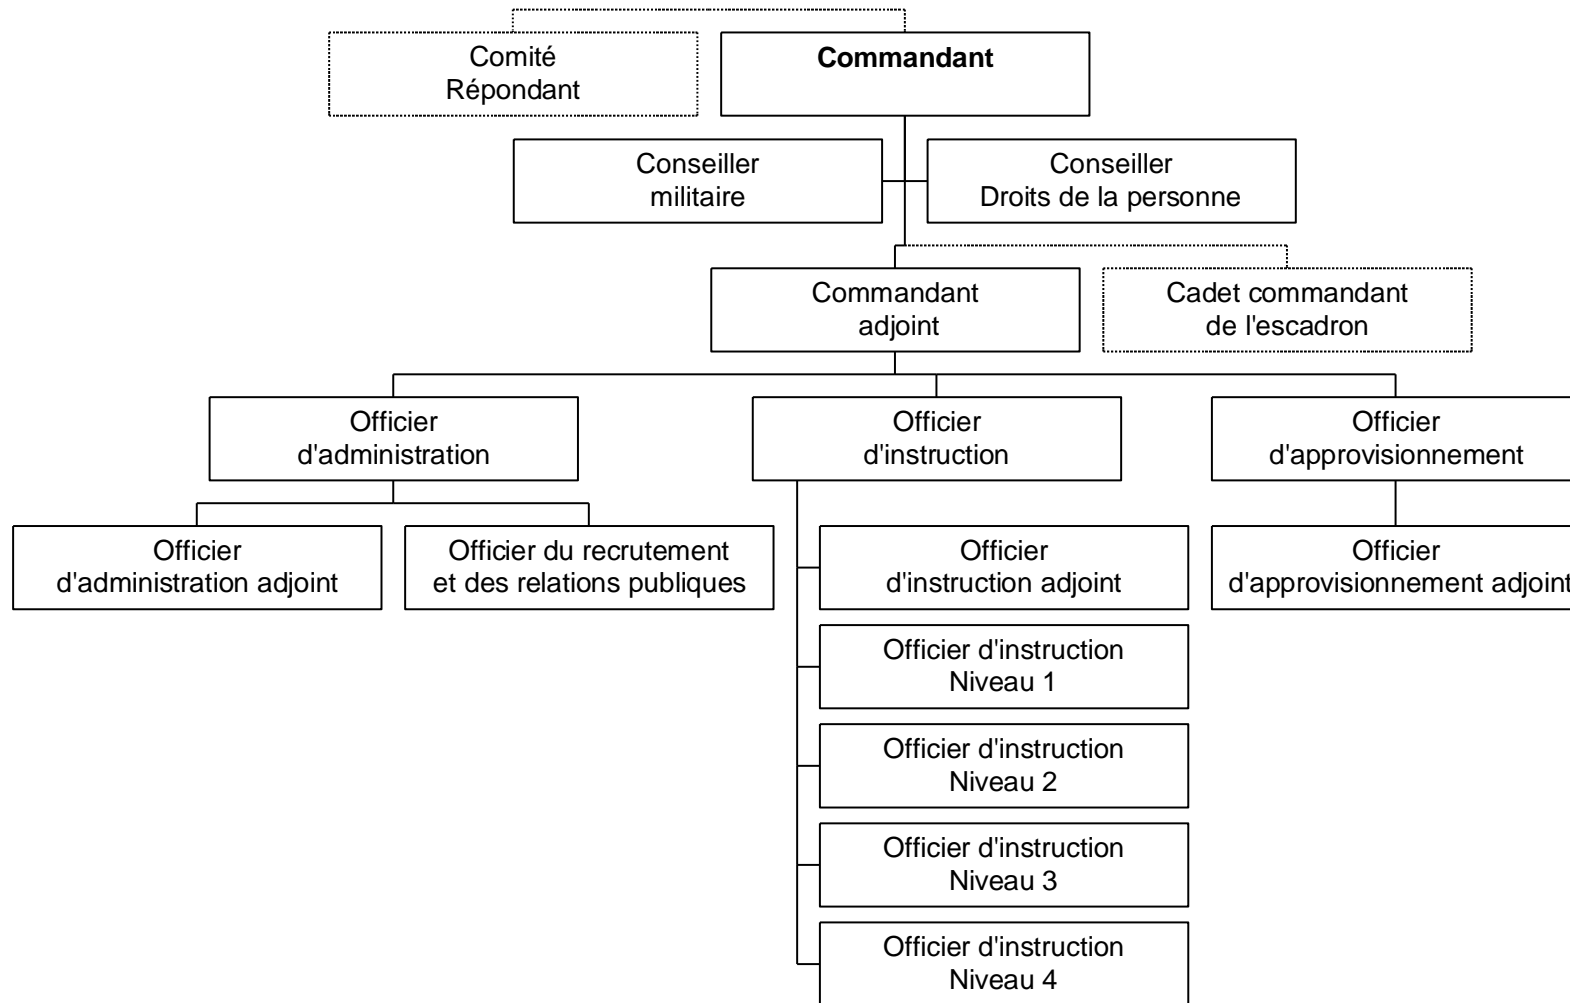 Comité
Répondant
Commandant
Conseiller
militaire
Conseiller
Droits de la personne
Commandant
adjoint
Cadet commandant
de l'escadron
Officier
d'administration
Officier
d'instruction
Officier
d'approvisionnement
Officier
d'administration adjoint
Officier du recrutement
et des relations publiques
Officier
d'instruction adjoint
Officier
d'approvisionnement adjoint
Officier d'instruction
Niveau 1
Officier d'instruction
Niveau 2
Officier d'instruction
Niveau 3
Officier d'instruction
Niveau 4